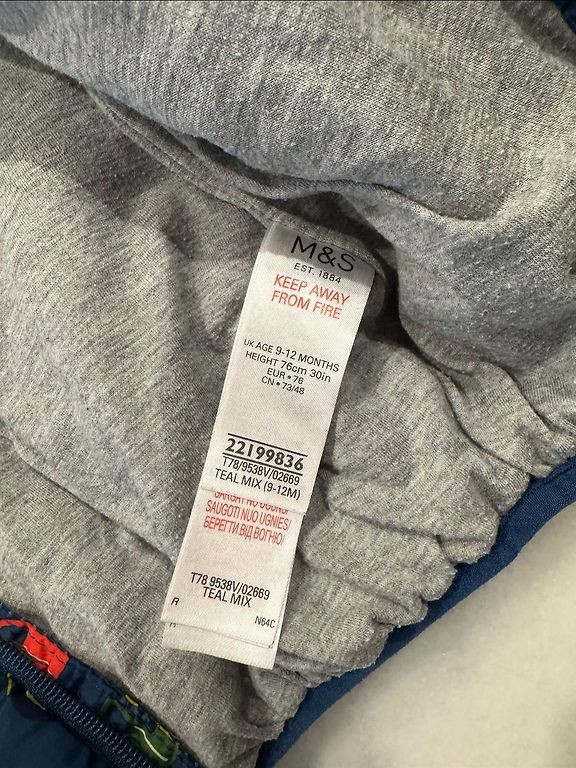 M&S
EST. 1884
KEEP AWAY
FROM FIRE
UK AGE 9-12 MONTHS
HEIGHT 76cm 30in
EUR • 76
CN • 73/48
22199836
T78/9538V/02669
TEAL MIX (9-12M)
SAUGOTI NUO UGNIES/
БЕРЕГТИ ВІД ВОГНЮ/
T78 9538V/02669
TEAL MIX
R
N64C